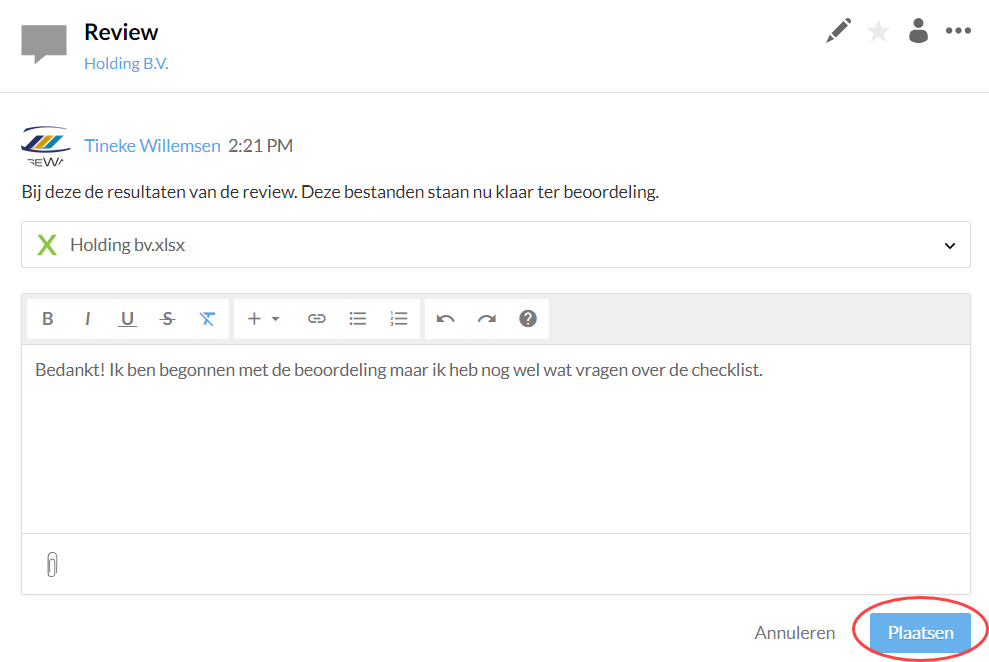 Review
Holding B.V.
Tineke Willemsen 2:21 PM
Bij deze de resultaten van de review. Deze bestanden staan nu klaar ter beoordeling.
X Holding bv.xlsx
B I U S
Bedankt! Ik ben begonnen met de beoordeling maar ik heb nog wel wat vragen over de checklist.
Annuleren Plaatsen